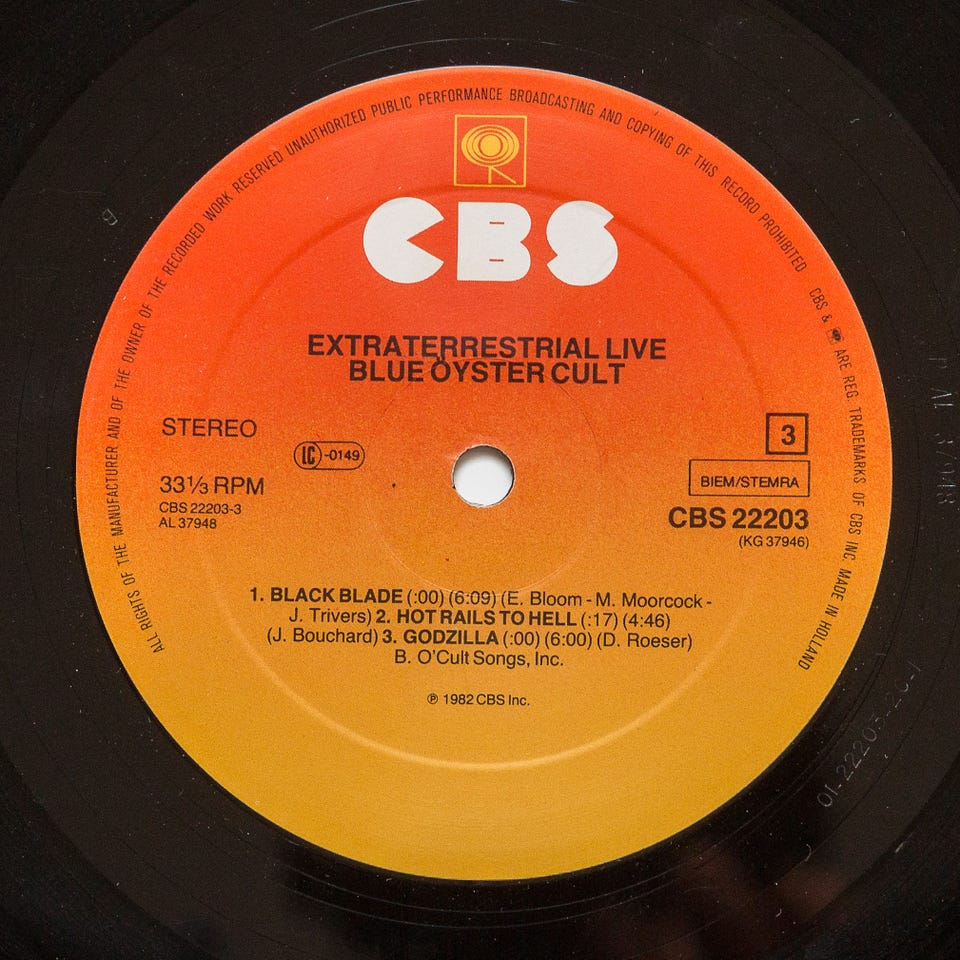 ALL RIGHTS OF THE MANUFACTURER AND OF THE OWNER OF THE RECORDED WORK RESERVED UNAUTHORIZED PUBLIC PERFORMANCE BROADCASTING AND COPYING OF THIS RECORD PROHIBITED CBS & ARE REG. TRADEMARKS OF CBS INC. MADE IN HOLLAND
CBS
EXTRATERRESTRIAL LIVE
BLUE ÖYSTER CULT
STEREO
LC -0149
3
33⅓ RPM
BIEM/STEMRA
CBS 22203-3
AL 37948
CBS 22203
(KG 37946)
1. BLACK BLADE (:00) (6:09) (E. Bloom - M. Moorcock -
J. Trivers) 2. HOT RAILS TO HELL (:17) (4:46)
(J. Bouchard) 3. GODZILLA (:00) (6:00) (D. Roeser)
B. O'Cult Songs, Inc.
℗ 1982 CBS Inc.